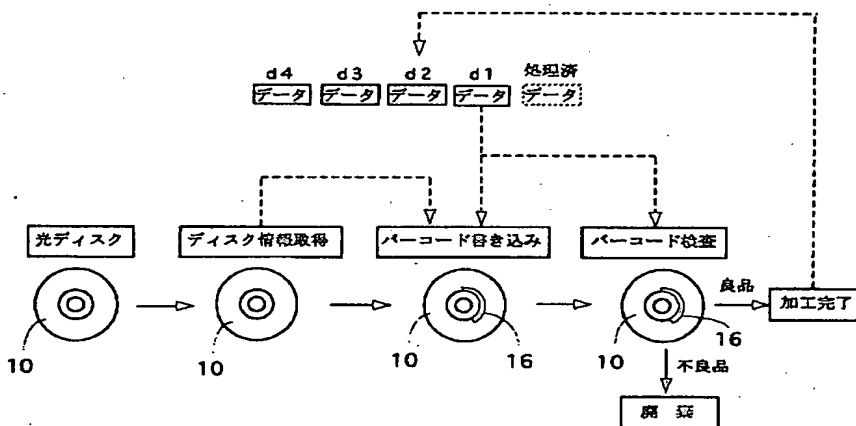 d4 d3 d2 d1 処理済
データ データ データ データ データ
光ディスク ディスク情報取得 バーコード書き込み バーコード検査
良品
加工完了
10 10 10 16 10 16
不良品
廃棄